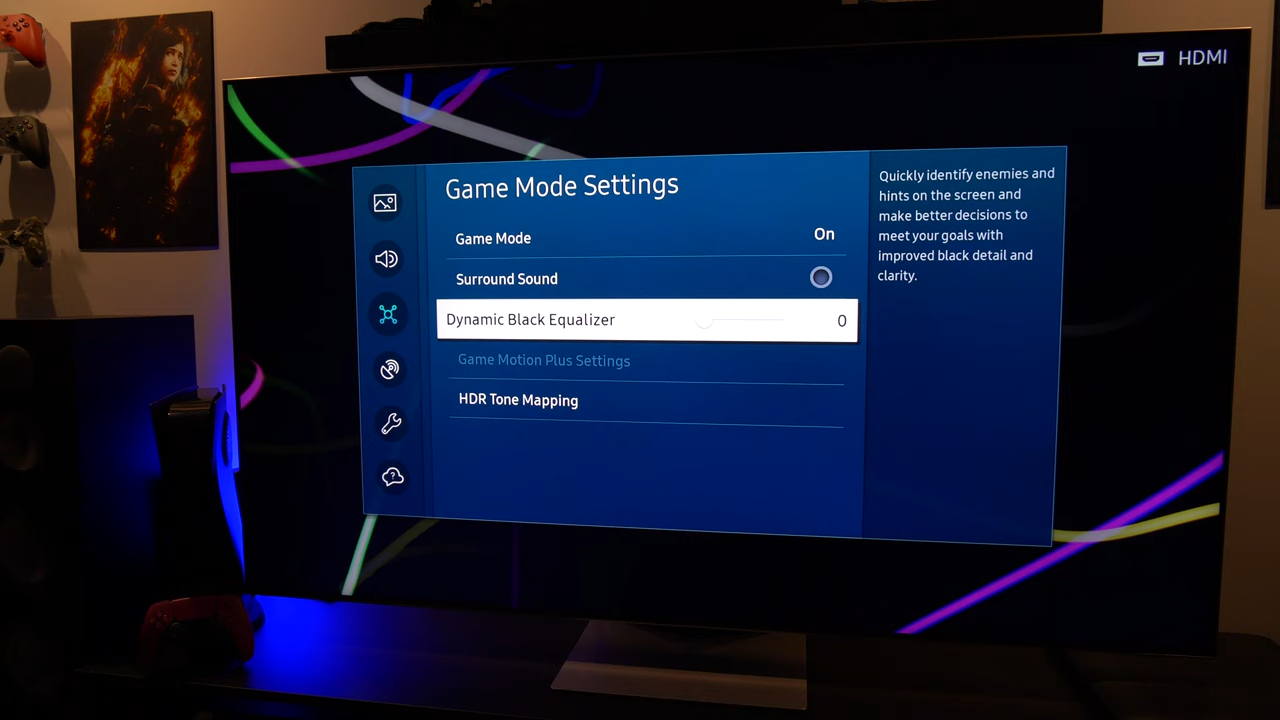 HDMI
Game Mode Settings
Game Mode On
Surround Sound
Dynamic Black Equalizer 0
Game Motion Plus Settings
HDR Tone Mapping
Quickly identify enemies and
hints on the screen and
make better decisions to
meet your goals with
improved black detail and
clarity.